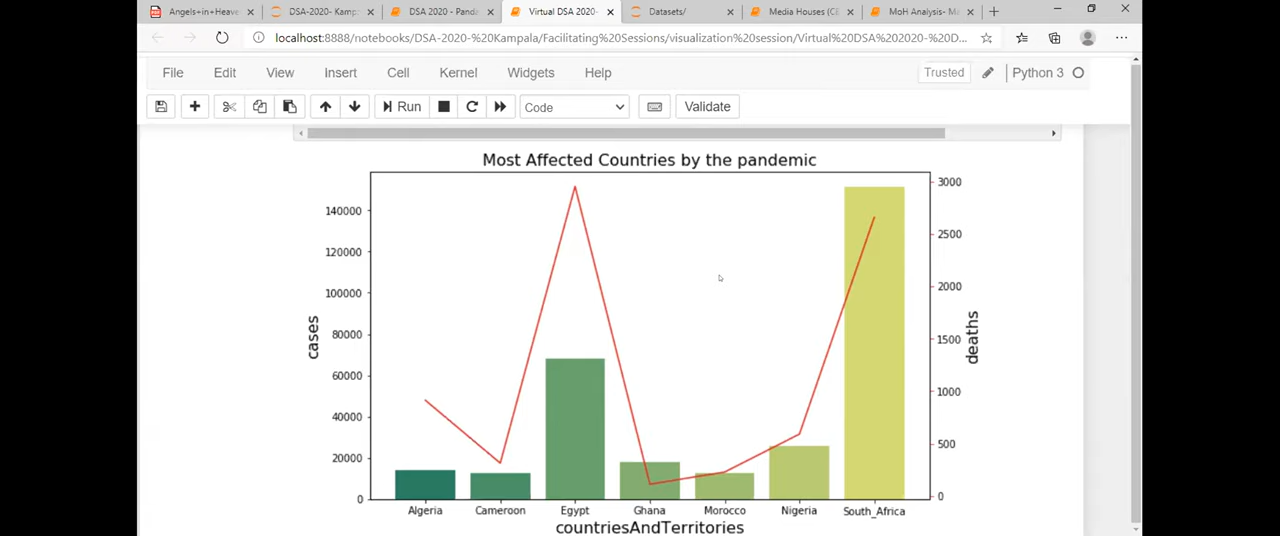 Angels+in+Heave
DSA-2020- Kamp
DSA 2020 - Panda
Virtual DSA 2020-
Datasets/
Media Houses (Ci
MoH Analysis- M
localhost:8888/notebooks/DSA-2020-%20Kampala/Facilitating%20Sessions/visualization%20session/Virtual%20DSA%202020-%20D...
File Edit View Insert Cell Kernel Widgets Help Trusted Python 3
Run Code Validate
Most Affected Countries by the pandemic
140000
120000
100000
80000
60000
40000
20000
0
cases
3000
2500
2000
1500
1000
500
0
deaths
Algeria Cameroon Egypt Ghana Morocco Nigeria South_Africa
countriesAndTerritories